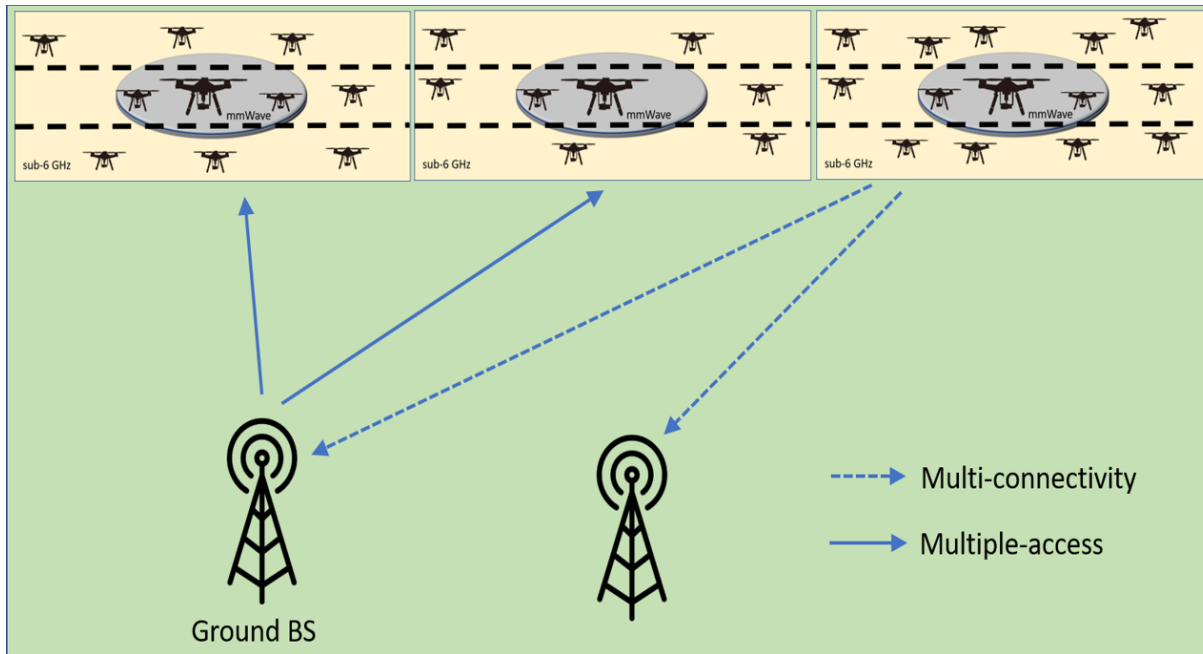 mmWave
mmWave
mmWave
sub-6 GHz
sub-6 GHz
sub-6 GHz
Multi-connectivity
Multiple-access
Ground BS